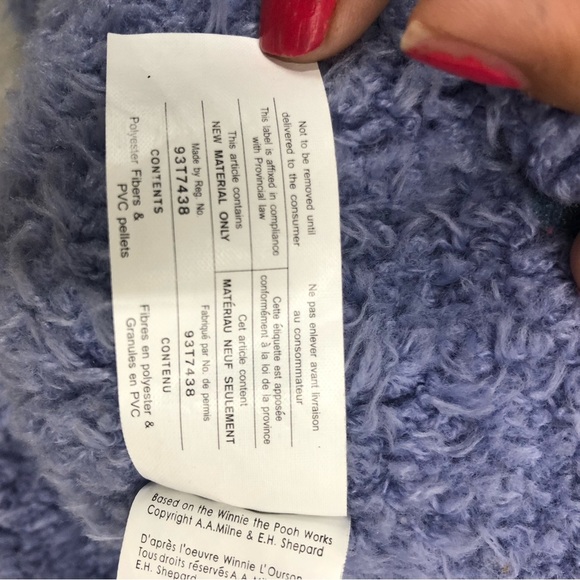 Not to be removed until
delivered to the consumer
This label is affixed in compliance
with Provincial law
This article contains
NEW MATERIAL ONLY
Made by Reg. No.
93T7438
CONTENTS
Polyester Fibers &
PVC pellets
Ne pas enlever avant livraison
au consommateur
Cette étiquette est apposée
conformément à la loi de la province
Cet article contient
MATÉRIAU NEUF SEULEMENT
Fabriqué par No. de permis
93T7438
CONTENU
Fibres en polyester &
Granules en PVC
Based on the Winnie the Pooh Works
Copyright A.A.Milne & E.H. Shepard
D'après l'oeuvre Winnie L'Ourson
Tous droits réservés A.A.
E.H. Shepard